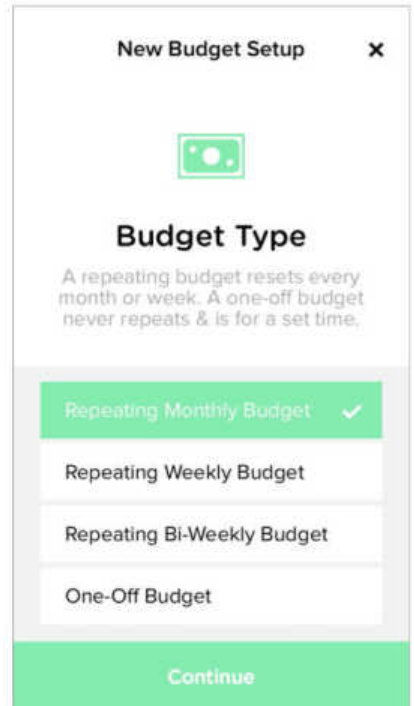 New Budget Setup
Budget Type
A repeating budget resets every
month or week. A one-off budget
never repeats & is for a set time.
Repeating Monthly Budget
Repeating Weekly Budget
Repeating Bi-Weekly Budget
One-Off Budget
Continue